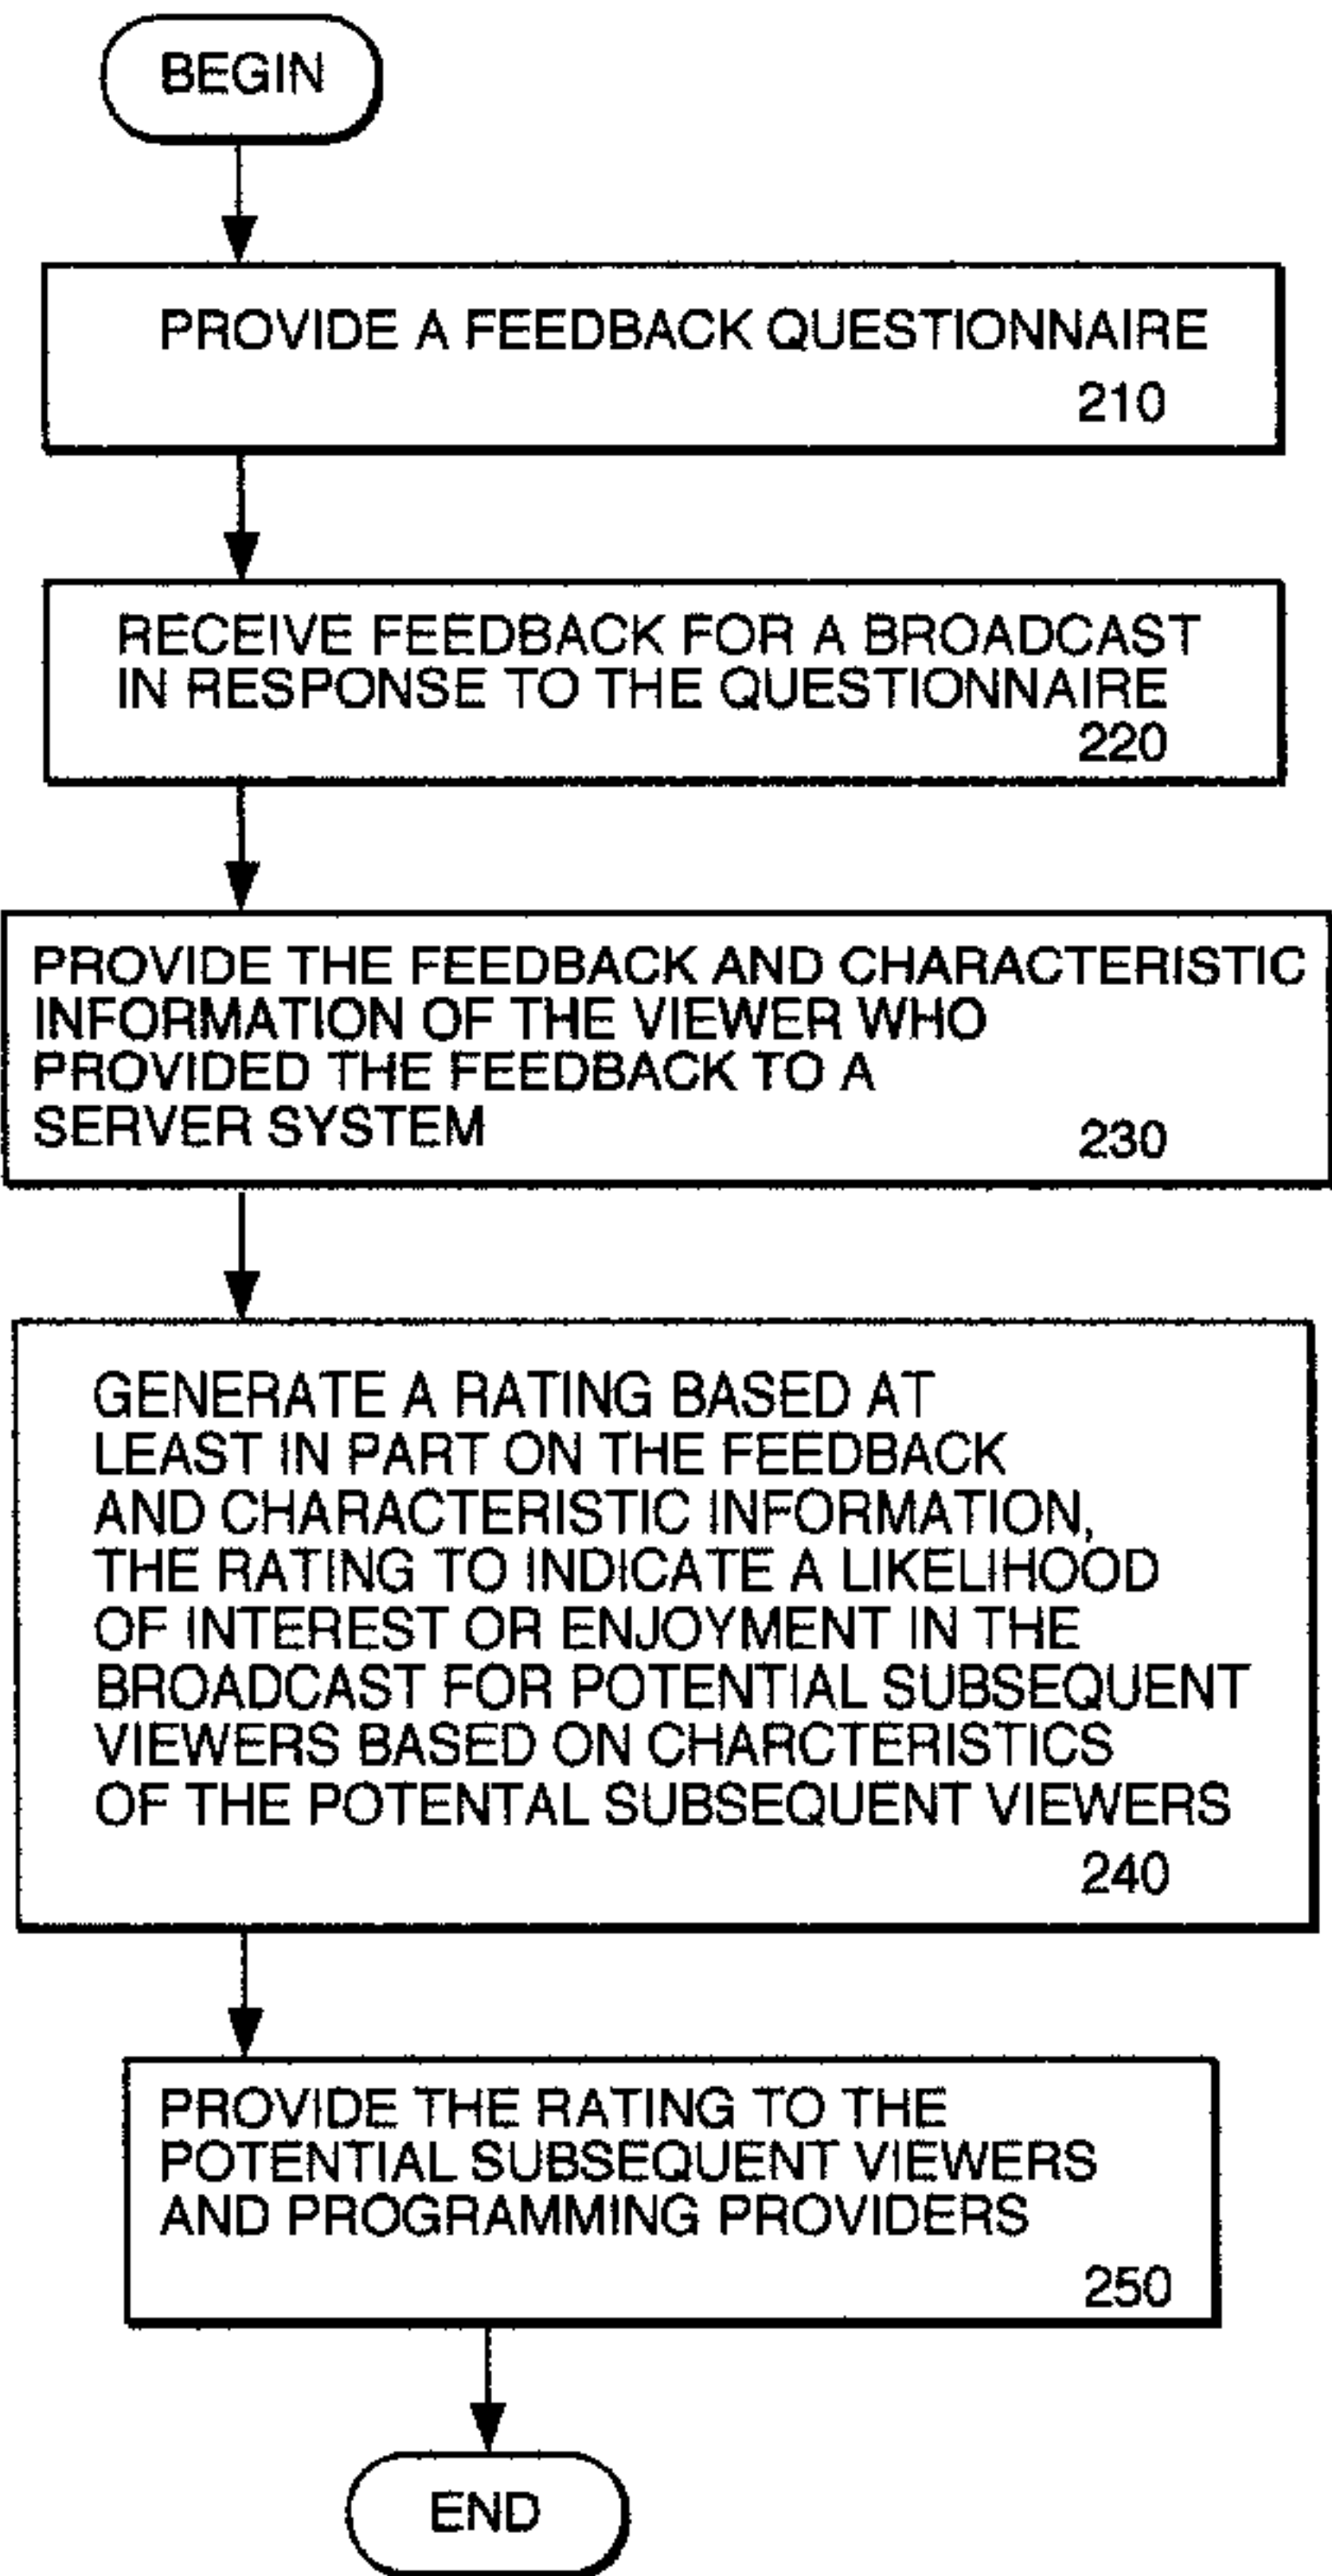 BEGIN
PROVIDE A FEEDBACK QUESTIONNAIRE
210
RECEIVE FEEDBACK FOR A BROADCAST
IN RESPONSE TO THE QUESTIONNAIRE
220
PROVIDE THE FEEDBACK AND CHARACTERISTIC
INFORMATION OF THE VIEWER WHO
PROVIDED THE FEEDBACK TO A
SERVER SYSTEM 230
GENERATE A RATING BASED AT
LEAST IN PART ON THE FEEDBACK
AND CHARACTERISTIC INFORMATION,
THE RATING TO INDICATE A LIKELIHOOD
OF INTEREST OR ENJOYMENT IN THE
BROADCAST FOR POTENTIAL SUBSEQUENT
VIEWERS BASED ON CHARCTERISTICS
OF THE POTENTAL SUBSEQUENT VIEWERS
240
PROVIDE THE RATING TO THE
POTENTIAL SUBSEQUENT VIEWERS
AND PROGRAMMING PROVIDERS
250
END